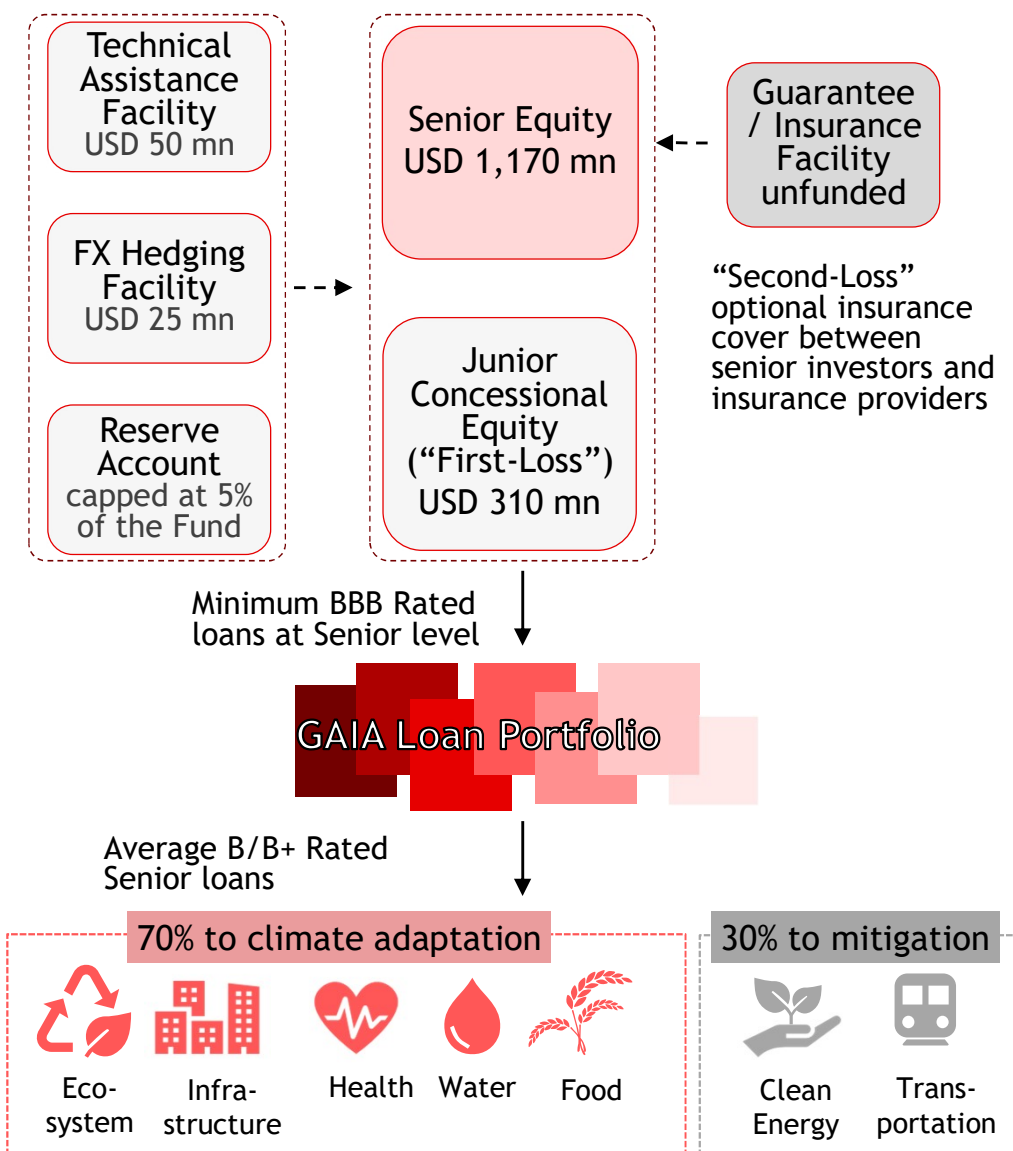 Technical
Assistance
Facility
USD 50 mn
FX Hedging
Facility
USD 25 mn
Reserve
Account
capped at 5%
of the Fund
Senior Equity
USD 1,170 mn
Junior
Concessional
Equity
(“First-Loss”)
USD 310 mn
Guarantee
/ Insurance
Facility
unfunded
“Second-Loss”
optional insurance
cover between
senior investors and
insurance providers
Minimum BBB Rated
loans at Senior level
GAIA Loan Portfolio
Average B/B+ Rated
Senior loans
70% to climate adaptation
Eco-
system
Infra-
structure
Health
Water
Food
30% to mitigation
Clean
Energy
Trans-
portation